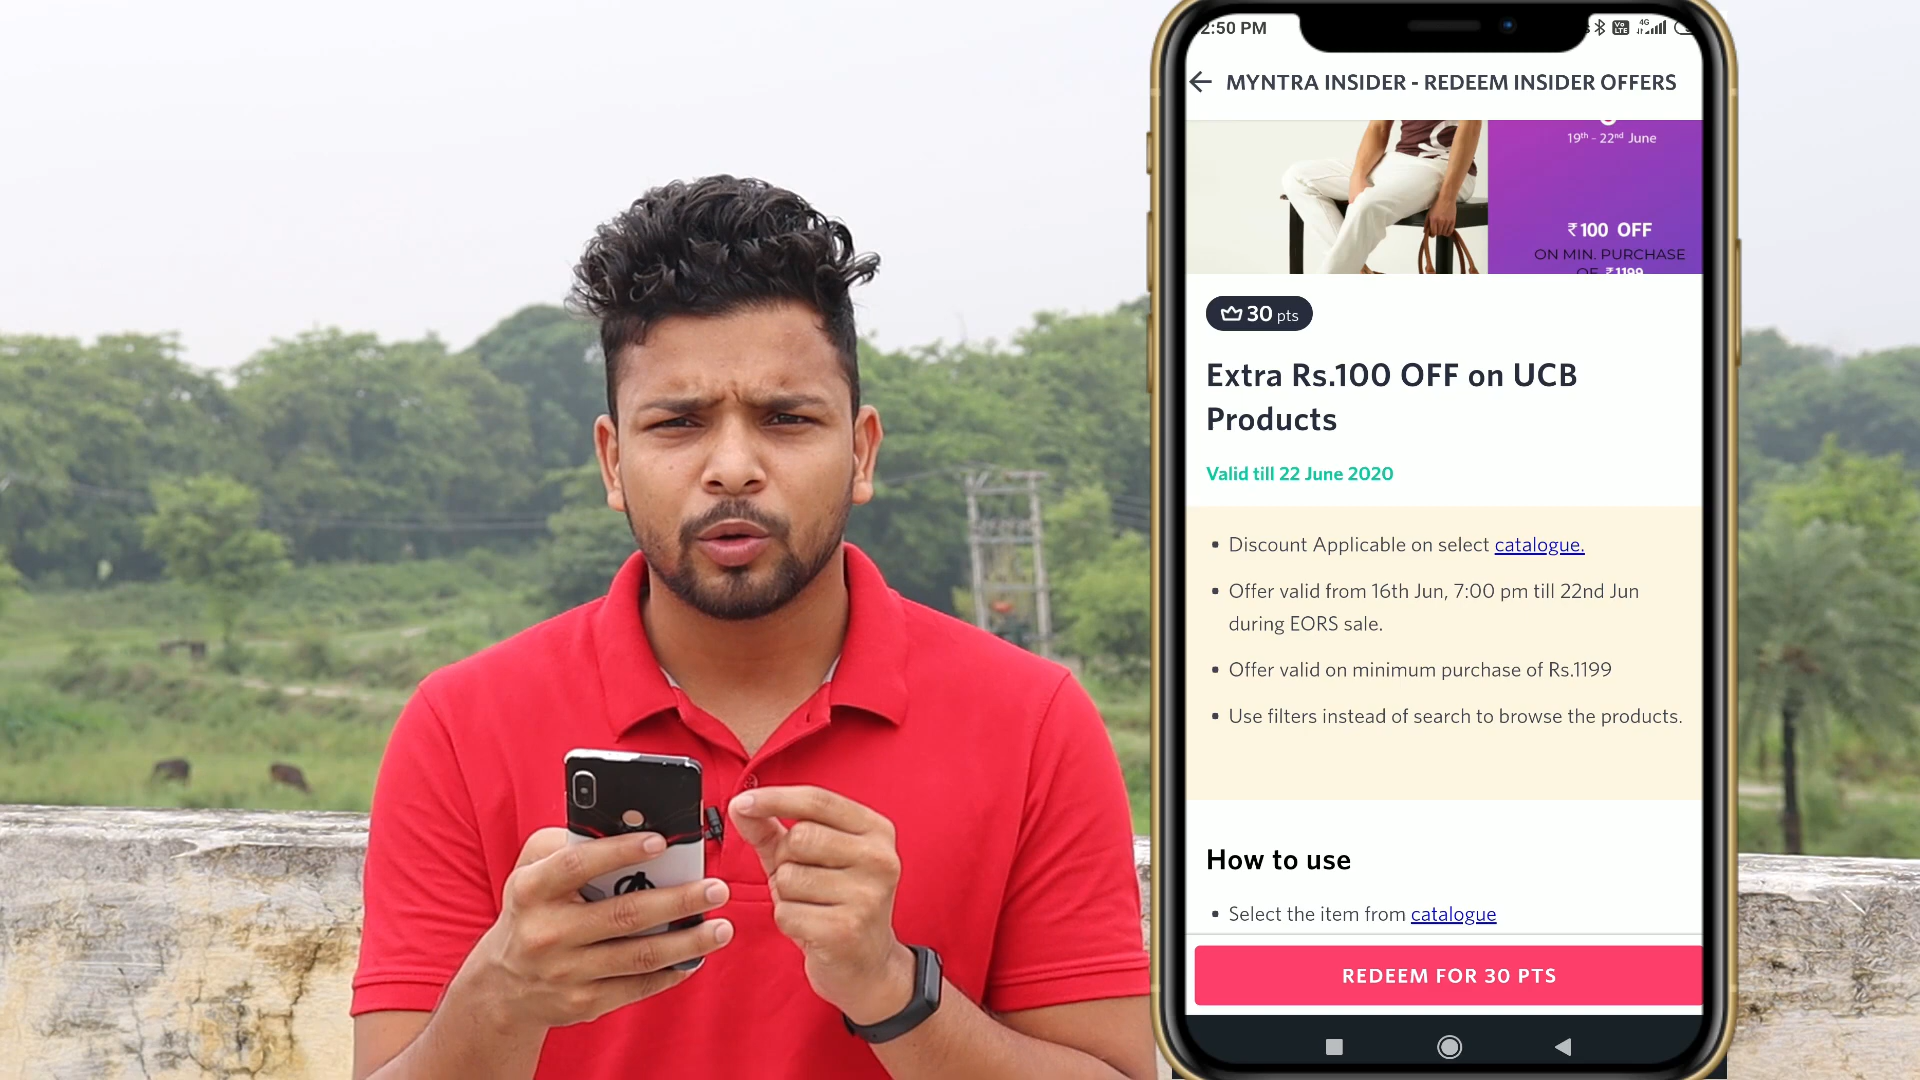 2:50 PM
MYNTRA INSIDER - REDEEM INSIDER OFFERS
19th - 22nd June
₹100 OFF
ON MIN. PURCHASE
OF ₹1199
30 pts
Extra Rs.100 OFF on UCB
Products
Valid till 22 June 2020
▪ Discount Applicable on select catalogue.
▪ Offer valid from 16th Jun, 7:00 pm till 22nd Jun
during EORS sale.
▪ Offer valid on minimum purchase of Rs.1199
▪ Use filters instead of search to browse the products.
How to use
▪ Select the item from catalogue
REDEEM FOR 30 PTS